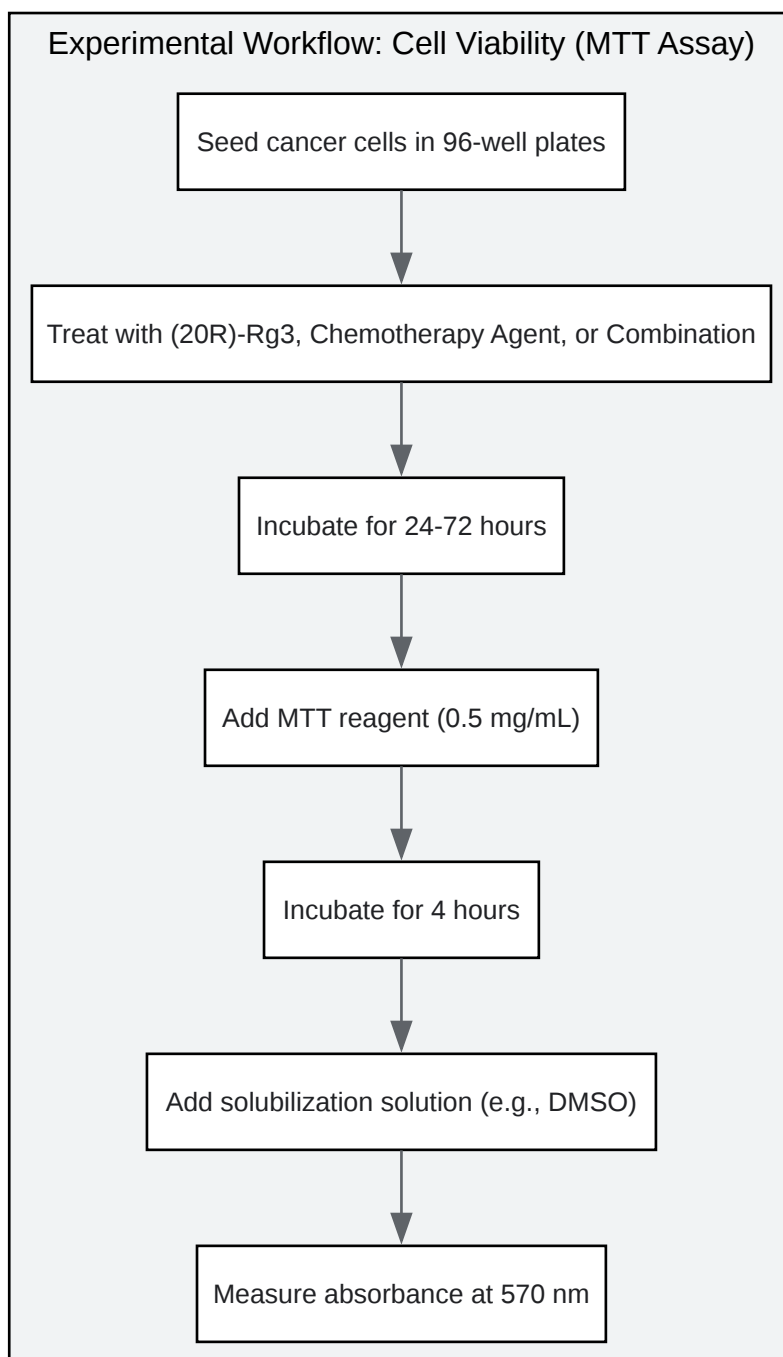 Experimental Workflow: Cell Viability (MTT Assay)
Seed cancer cells in 96-well plates
Treat with (20R)-Rg3, Chemotherapy Agent, or Combination
Incubate for 24-72 hours
Add MTT reagent (0.5 mg/mL)
Incubate for 4 hours
Add solubilization solution (e.g., DMSO)
Measure absorbance at 570 nm